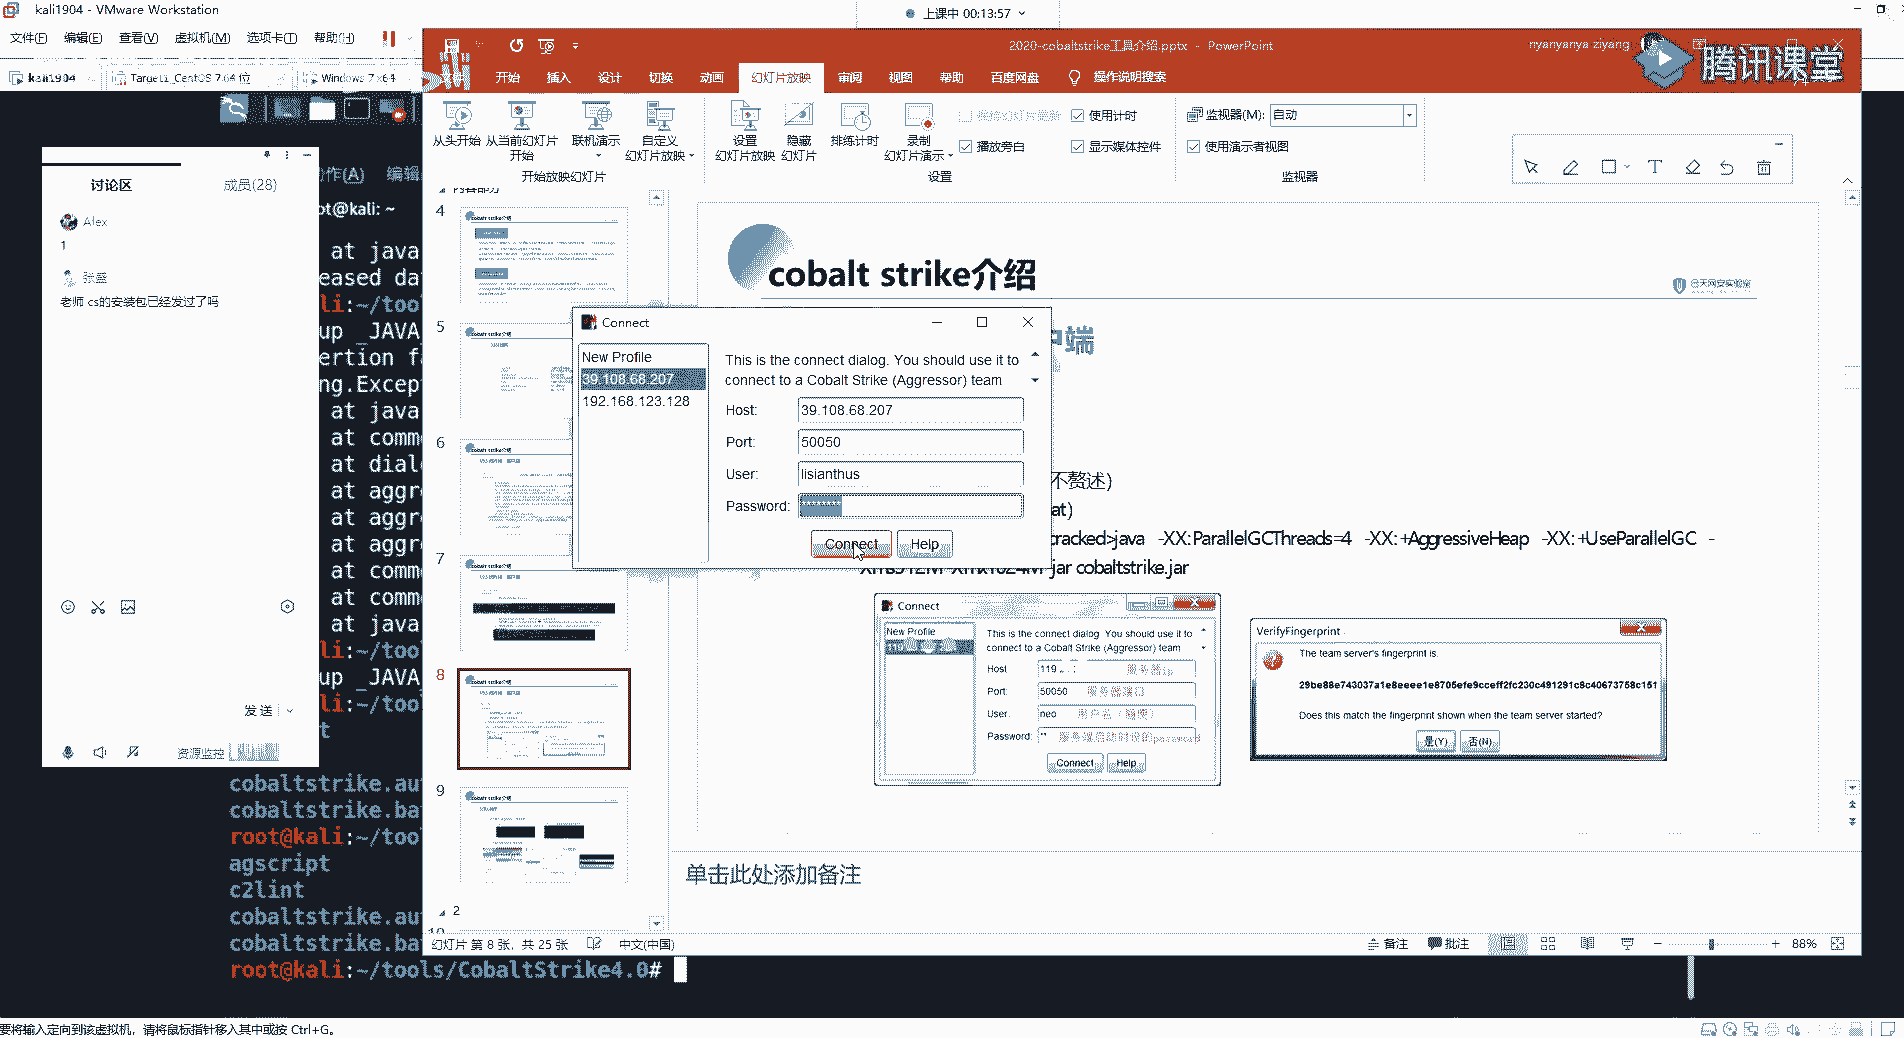 kali1904 - VMware Workstation
上课中 00:13:57
文件(F) 编辑(E) 查看(V) 虚拟机(M) 选项卡(T) 帮助(H)
2020-cobaltstrike工具介绍.pptx - PowerPoint
nyanyanya ziyang
腾讯课堂
kali1904
Target1_CentOS 7.64 位
Windows 7 x64
开始 插入 设计 切换 动画 幻灯片放映 审阅 视图 帮助 百度网盘 操作说明搜索
从头开始
从当前幻灯片
开始
联机演示
自定义
幻灯片放映
设置
幻灯片放映
隐藏
幻灯片
排练计时
录制
幻灯片演示
使用计时
播放旁白
显示媒体控件
监视器(M): 自动
使用演示者视图
开始放映幻灯片
设置
监视器
讨论区
成员(28)
Alex
1
张盛
老师 cs的安装包已经发过了吗
发送
资源监控
作(A) 编辑
ot@kali: ~
at java
eased da
li:~/tool
up _JAVA
ertion fa
ng.Excep
at java
at comm
at dial
at aggr
at aggr
at aggr
at comm
at comm
at java
li:~/too
up _JAVA
li:~/too
t
cobaltstrike.au
cobaltstrike.ba
root@kali:~/too
agscript
c2lint
cobaltstrike.au
cobaltstrike.ba
root@kali:~/tools/CobaltStrike4.0#
内容部分
4
5
6
7
8
9
2
10
cobalt strike介绍
@天网安实验室
户端
不赘述)
at)
cracked>java -XX:ParallelGCThreads=4 -XX:+AggressiveHeap -XX:+UseParallelGC -
Xms512M -Xmx1024M -jar cobaltstrike.jar
Connect
New Profile
39.108.68.207
192.168.123.128
This is the connect dialog. You should use it to
connect to a Cobalt Strike (Aggressor) team
Host: 39.108.68.207
Port: 50050
User: lisianthus
Password:
Connect
Help
Connect
New Profile
This is the connect dialog. You should use it to
connect to a Cobalt Strike (Aggressor) team
Host 119 服务器ip
Port: 50050 服务器端口
User: neo
Password: **
Connect
Help
VerifyFingerprint
The team server's fingerprint is:
29be88e743037a1e8eeee1e8705efe9cceff2fc230c491291c8c40673758c151
Does this match the fingerprint shown when the team server started?
是(Y)
否(N)
单击此处添加备注
幻灯片 第 8 张，共 25 张
中文(中国)
备注
批注
88%
要将输入定向到该虚拟机，请将鼠标指针移入其中或按 Ctrl+G。